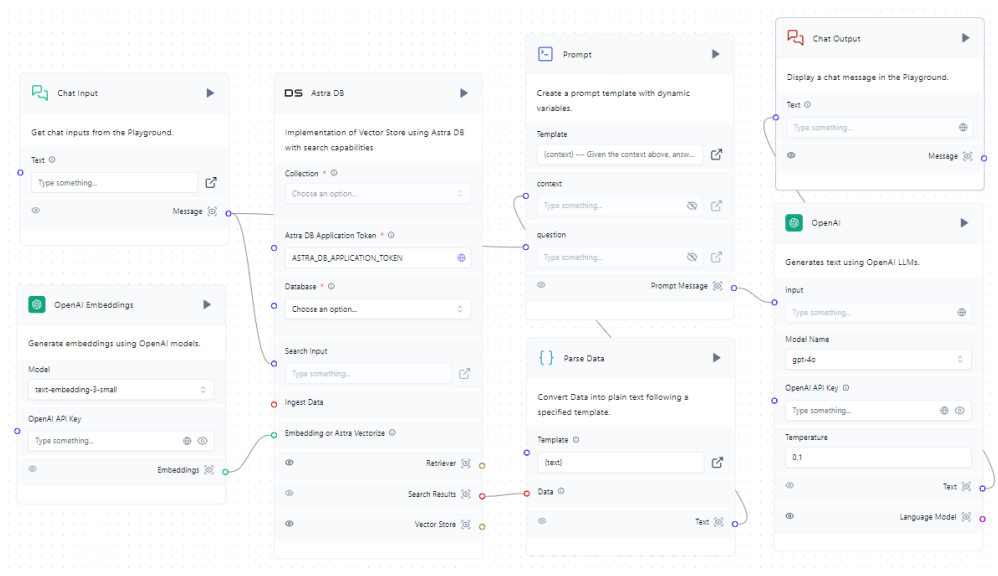 Chat Input
Get chat inputs from the Playground.
Text
Type something...
Message
OpenAI Embeddings
Generate embeddings using OpenAI models.
Model
text-embedding-3-small
OpenAI API Key
Type something...
Embeddings
DS Astra DB
Implementation of Vector Store using Astra DB
with search capabilities
Collection *
Choose an option...
Astra DB Application Token *
ASTRA_DB_APPLICATION_TOKEN
Database *
Choose an option...
Search Input
Type something...
Ingest Data
Embedding or Astra Vectorize
Retriever
Search Results
Vector Store
Prompt
Create a prompt template with dynamic
variables.
Template
{context} --- Given the context above, answ...
context
Type something...
question
Type something...
Prompt Message
Parse Data
Convert Data into plain text following a
specified template.
Template
{text}
Data
Text
Chat Output
Display a chat message in the Playground.
Text
Type something...
Message
OpenAI
Generates text using OpenAI LLMs.
Input
Type something...
Model Name
gpt-4o
OpenAI API Key
Type something...
Temperature
0.1
Text
Language Model